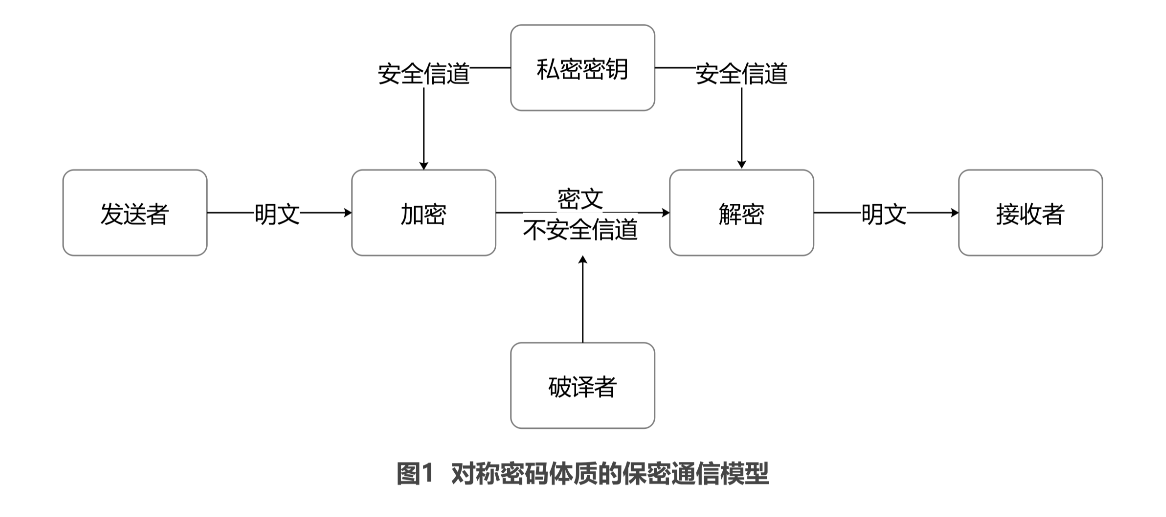 私密密钥
安全信道
安全信道
发送者
明文
加密
密文
不安全信道
解密
明文
接收者
破译者
图1 对称密码体质的保密通信模型